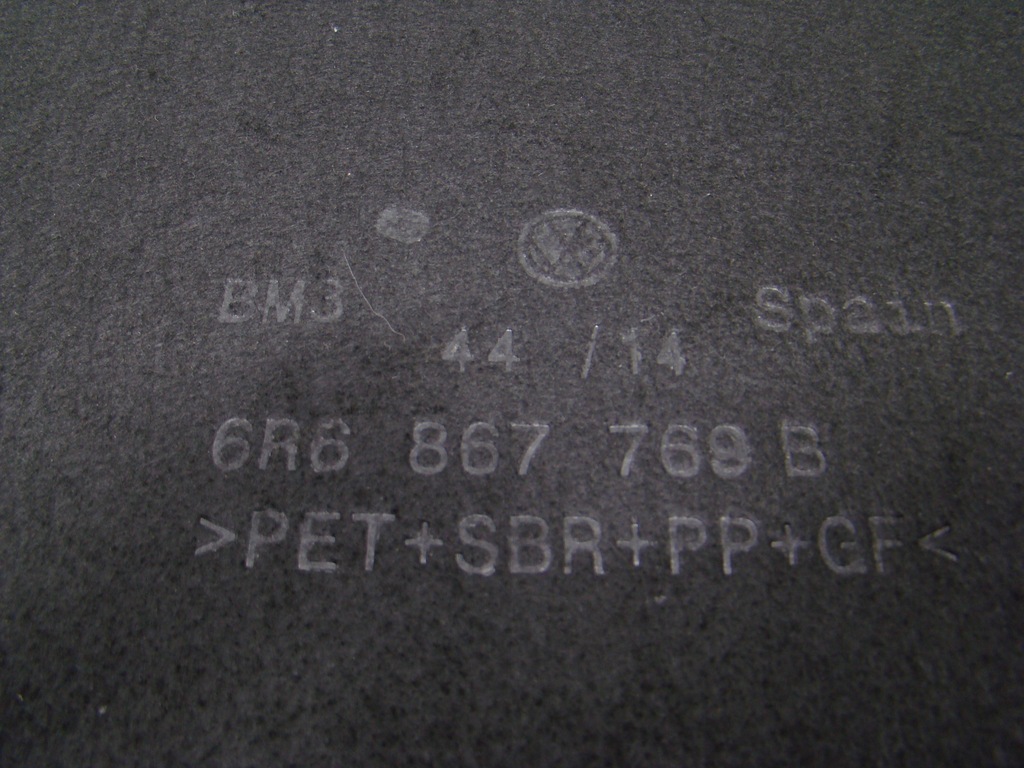 BM3
Spain
44 /14
6R6 867 769 B
>PET+SBR+PP+GF<